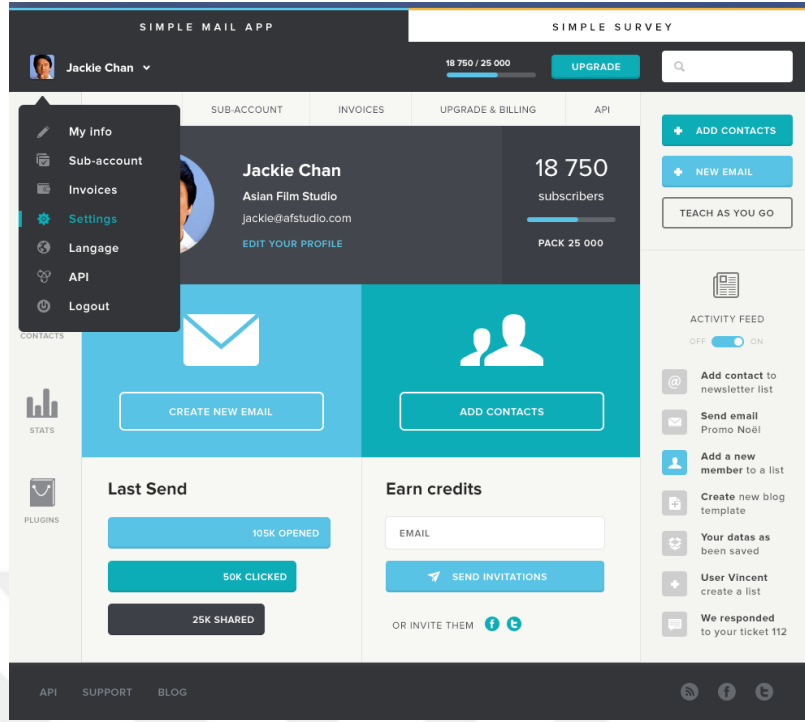 SIMPLE MAIL APP
SIMPLE SURVEY
Jackie Chan
18 750 / 25 000
UPGRADE
SUB-ACCOUNT
INVOICES
UPGRADE & BILLING
API
My info
Sub-account
Invoices
Settings
Langage
API
Logout
Jackie Chan
Asian Film Studio
jackie@afstudio.com
EDIT YOUR PROFILE
18 750
subscribers
PACK 25 000
ADD CONTACTS
NEW EMAIL
TEACH AS YOU GO
CONTACTS
STATS
PLUGINS
CREATE NEW EMAIL
ADD CONTACTS
Last Send
105K OPENED
50K CLICKED
25K SHARED
Earn credits
EMAIL
SEND INVITATIONS
OR INVITE THEM
ACTIVITY FEED
OFF ON
Add contact to
newsletter list
Send email
Promo Noël
Add a new
member to a list
Create new blog
template
Your datas as
been saved
User Vincent
create a list
We responded
to your ticket 112
API
SUPPORT
BLOG